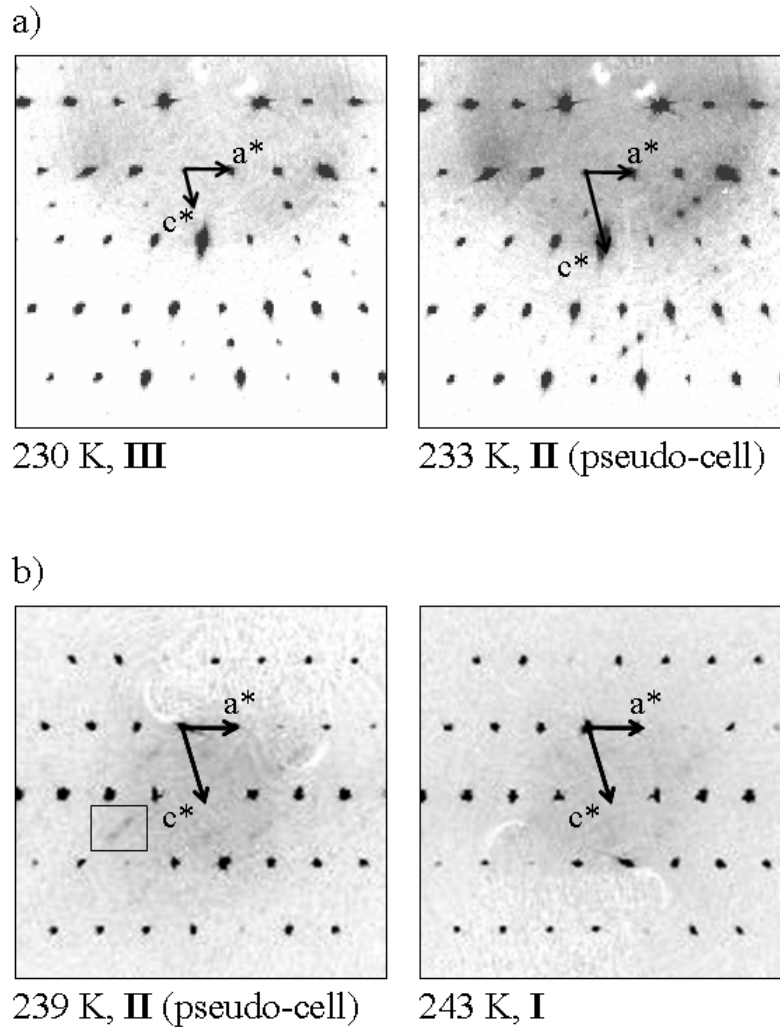 a)
a*
c*
a*
c*
230 K, III
233 K, II (pseudo-cell)
b)
a*
c*
a*
c*
239 K, II (pseudo-cell)
243 K, I